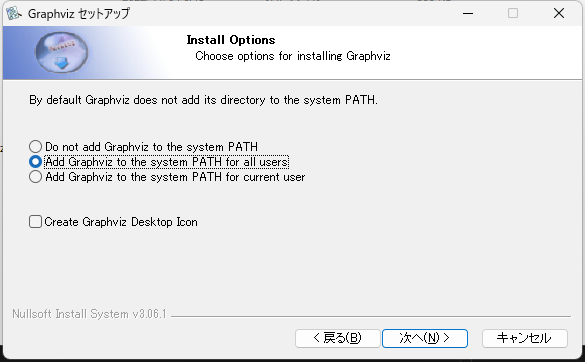 Graphviz セットアップ
Install Options
Choose options for installing Graphviz
By default Graphviz does not add its directory to the system PATH.
Do not add Graphviz to the system PATH
Add Graphviz to the system PATH for all users
Add Graphviz to the system PATH for current user
Create Graphviz Desktop Icon
Nullsoft Install System v3.06.1
< 戻る(B)
次へ(N) >
キャンセル